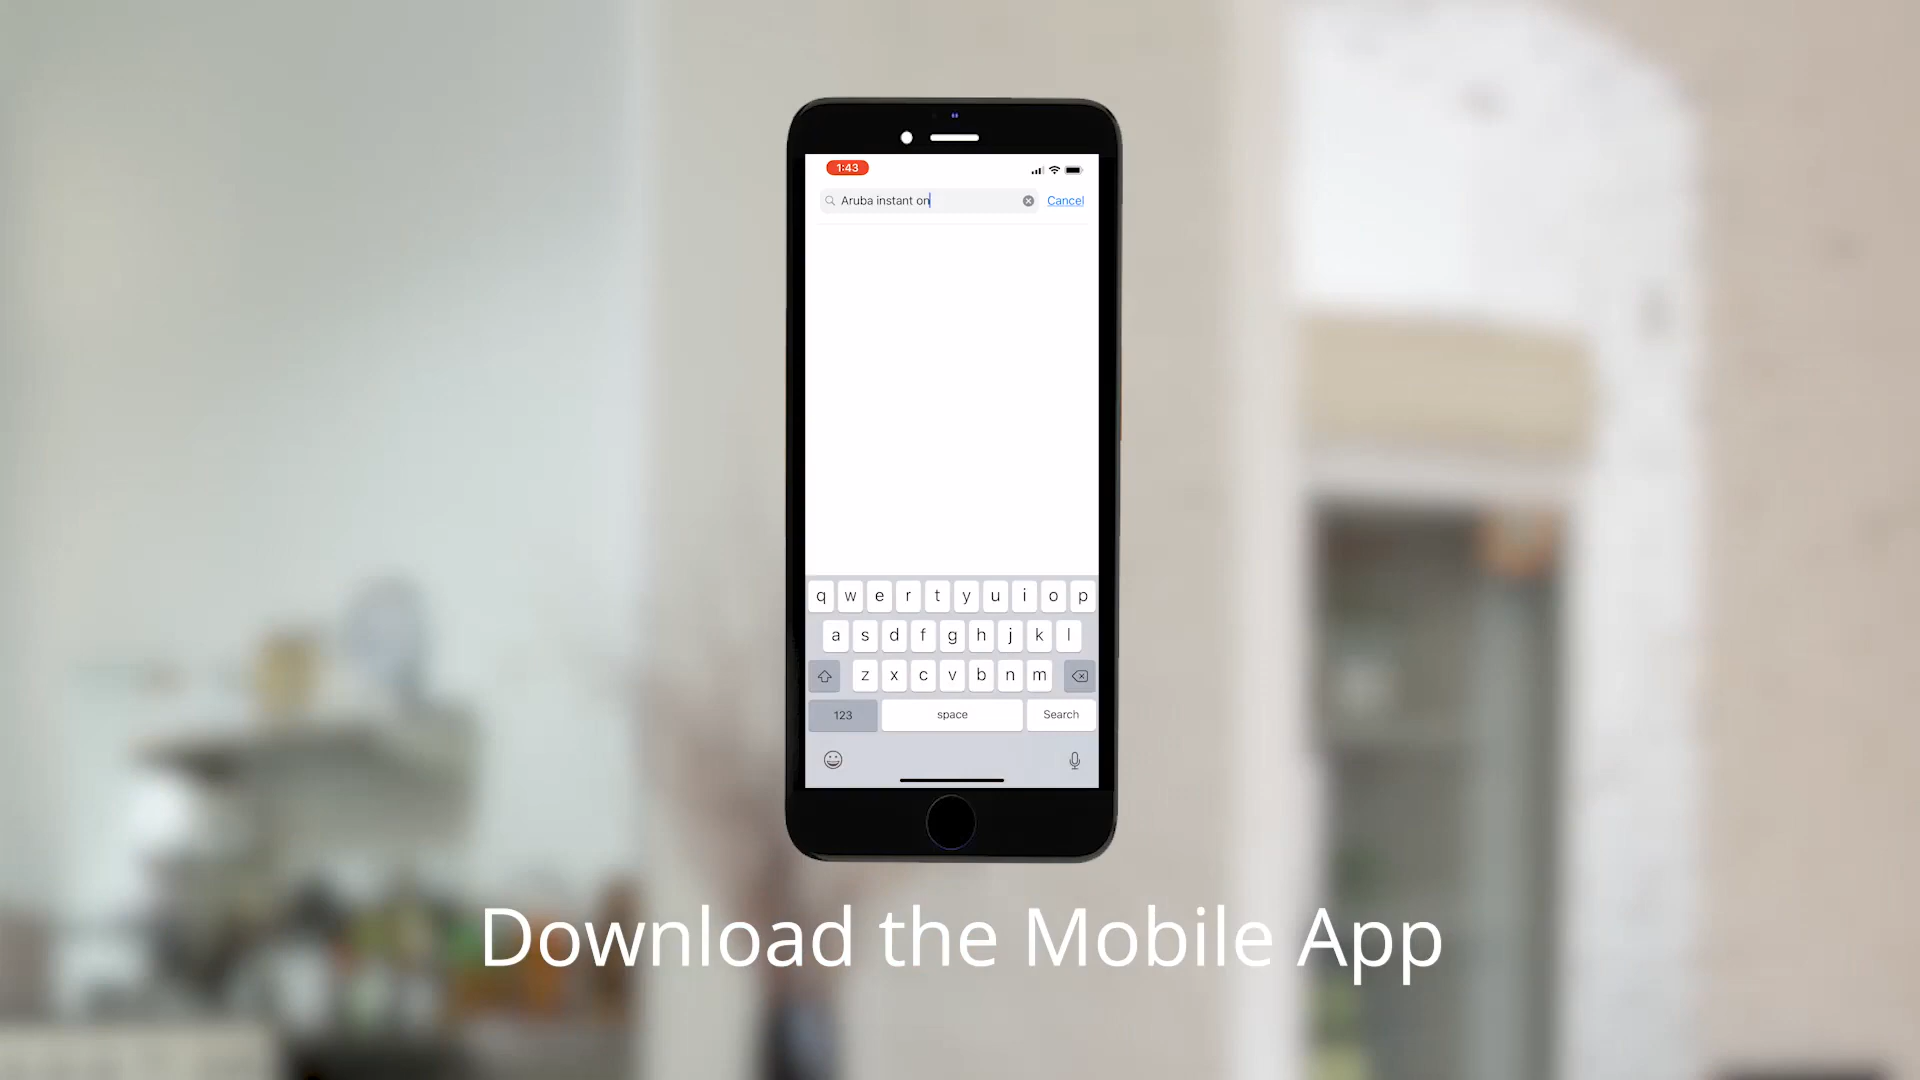 1:43
Aruba instant on Cancel
q w e r t y u i o p
a s d f g h j k l
z x c v b n m
123 space Search
Download the Mobile App